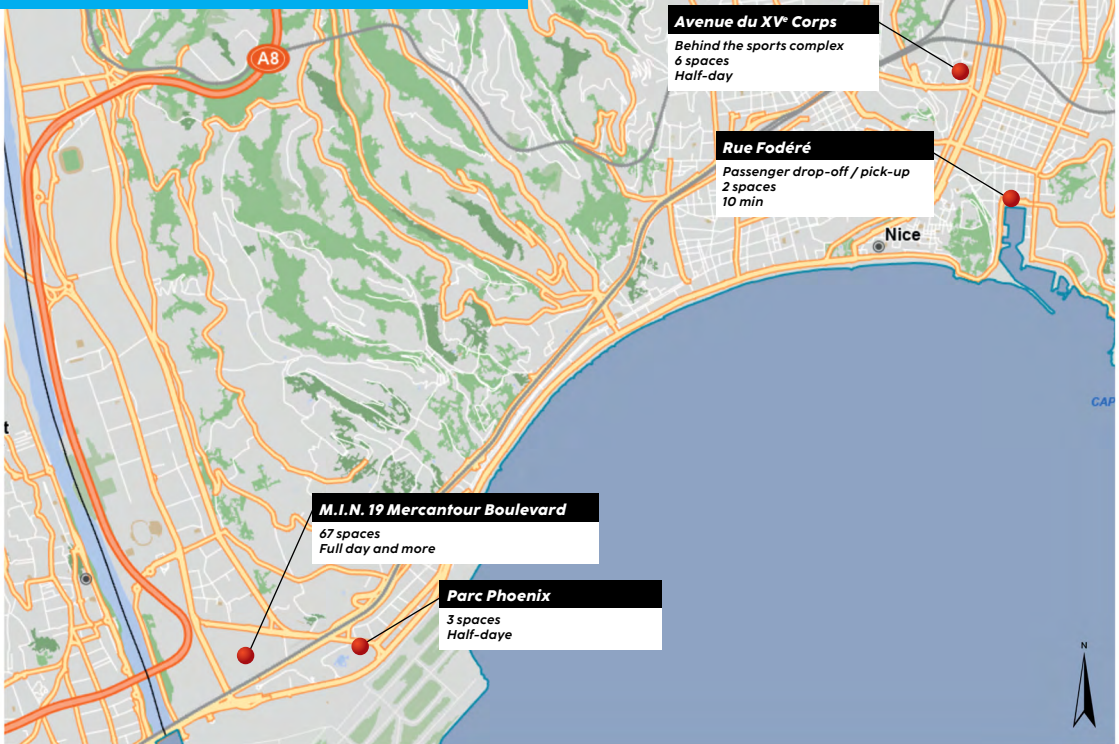 A8
Avenue du XVᵉ Corps
Behind the sports complex
6 spaces
Half-day
Rue Fodéré
Passenger drop-off / pick-up
2 spaces
10 min
Nice
CAP
t
M.I.N. 19 Mercantour Boulevard
67 spaces
Full day and more
Parc Phoenix
3 spaces
Half-daye
N